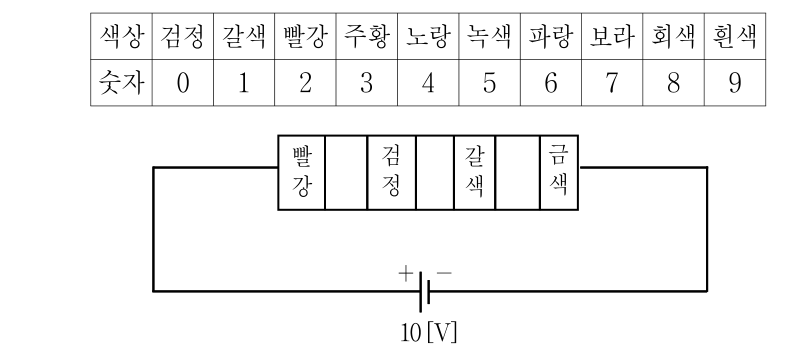 색상 검정 갈색 빨강 주황 노랑 녹색 파랑 보라 회색 흰색
숫자 0 1 2 3 4 5 6 7 8 9
빨강 검정 갈색 금색
+ −
10[V]